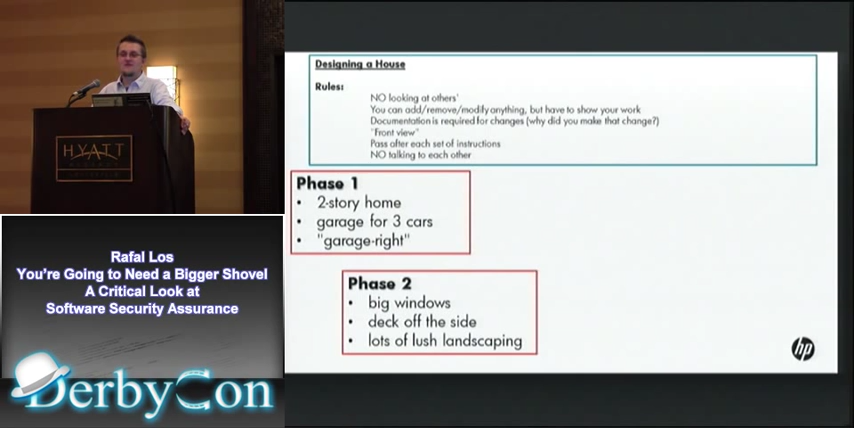 HYATT
Rafal Los
You're Going to Need a Bigger Shovel
A Critical Look at
Software Security Assurance
DerbyCon
Designing a House
Rules:
NO looking at others'
You can add/remove/modify anything, but have to show your work
Documentation is required for changes (why did you make that change?)
"Front view"
Pass after each set of instructions
NO talking to each other
Phase 1
• 2-story home
• garage for 3 cars
• "garage-right"
Phase 2
• big windows
• deck off the side
• lots of lush landscaping
hp